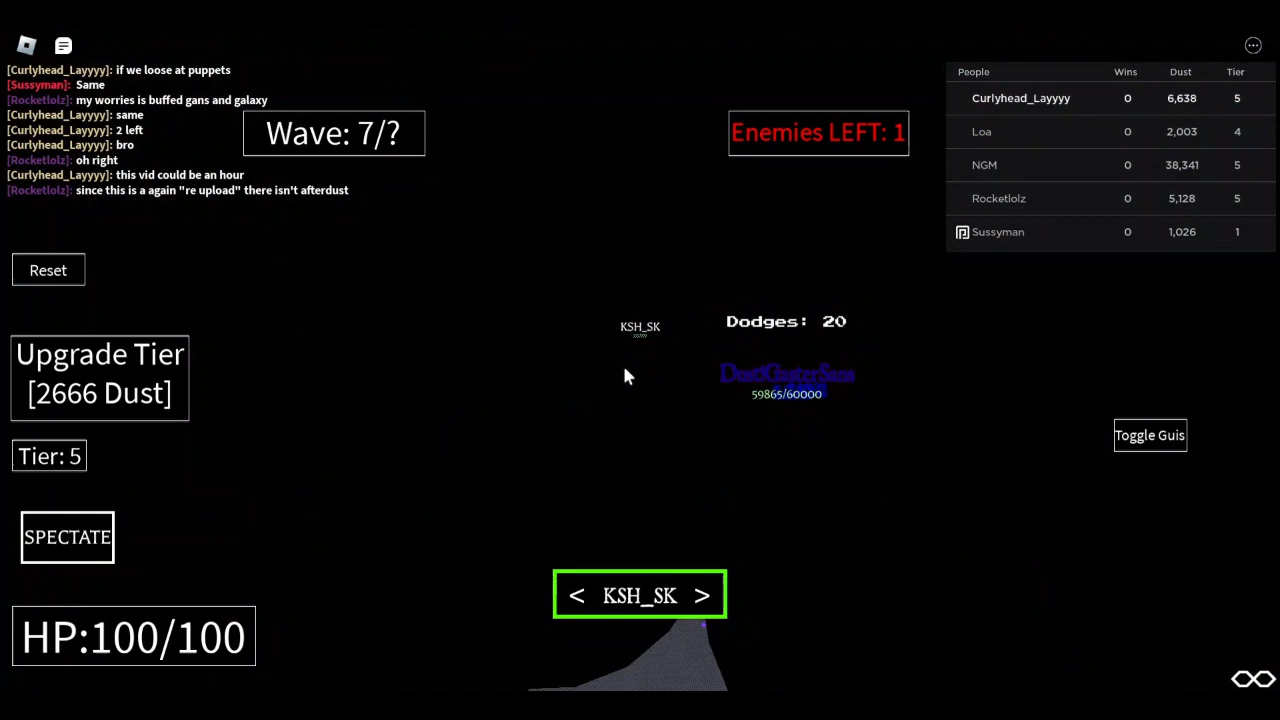 [Curlyhead_Layyyy]: if we loose at puppets
[Sussyman]: Same
[Rocketlolz]: my worries is buffed gans and galaxy
[Curlyhead_Layyyy]: same
[Curlyhead_Layyyy]: 2 left
[Curlyhead_Layyyy]: bro
[Rocketlolz]: oh right
[Curlyhead_Layyyy]: this vid could be an hour
[Rocketlolz]: since this is a again "re upload" there isn't afterdust
Wave: 7/?
Enemies LEFT: 1
People Wins Dust Tier
Curlyhead_Layyyy 0 6,638 5
Loa 0 2,003 4
NGM 0 38,341 5
Rocketlolz 0 5,128 5
Sussyman 0 1,026 1
Reset
KSH_SK
Dodges: 20
Dust!GasterSans
59865/60000
Upgrade Tier
[2666 Dust]
Tier: 5
Toggle Guis
SPECTATE
< KSH_SK >
HP:100/100